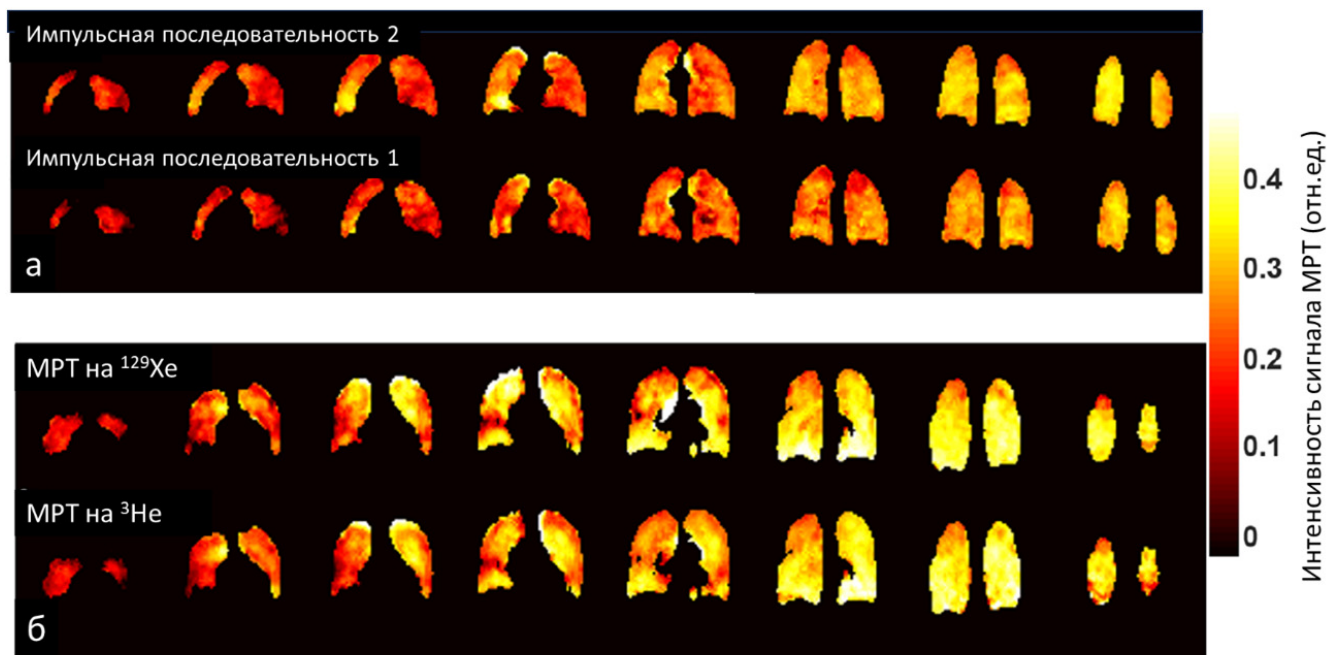 Импульсная последовательность 2
Импульсная последовательность 1
а
МРТ на ¹²⁹Xe
МРТ на ³He
б
0.4
0.3
0.2
0.1
0
Интенсивность сигнала МРТ (отн.ед.)